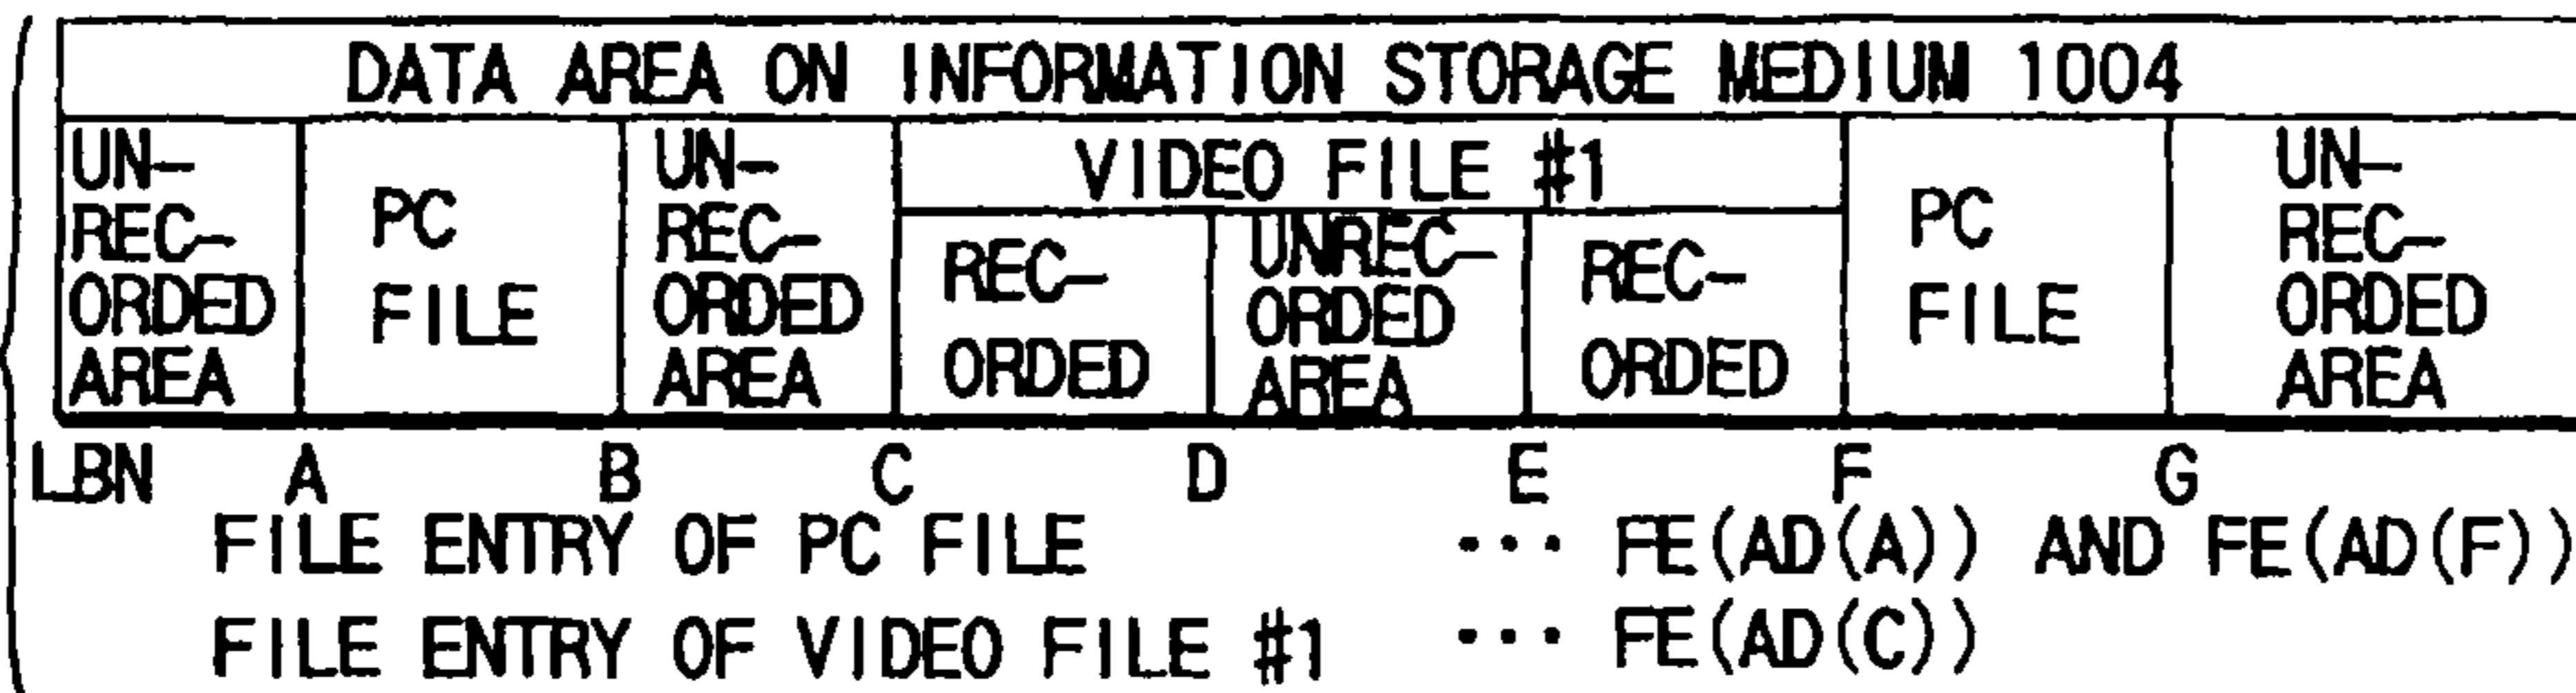 DATA AREA ON INFORMATION STORAGE MEDIUM 1004
UN-
REC-
ORDED
AREA
PC
FILE
UN-
REC-
ORDED
AREA
VIDEO FILE #1
REC-
ORDED
UNREC-
ORDED
AREA
REC-
ORDED
PC
FILE
UN-
REC-
ORDED
AREA
LBN A B C D E F G
FILE ENTRY OF PC FILE ··· FE(AD(A)) AND FE(AD(F))
FILE ENTRY OF VIDEO FILE #1 ··· FE(AD(C))